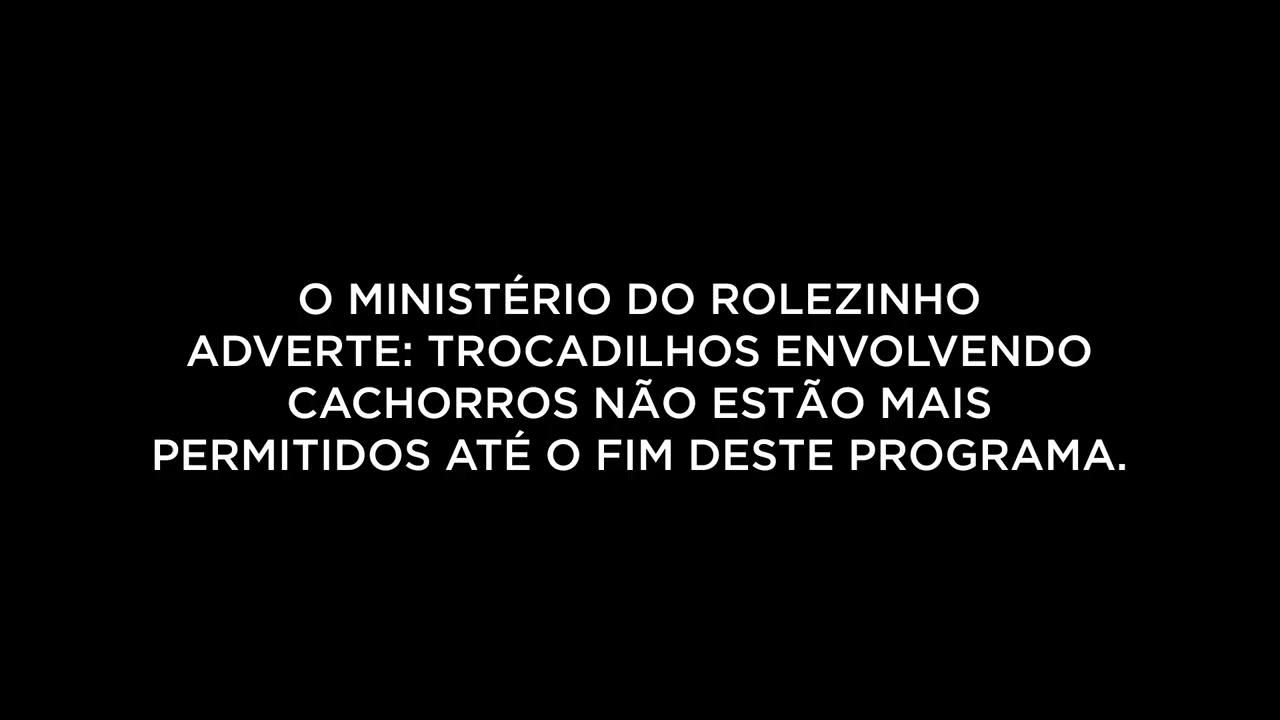 O MINISTÉRIO DO ROLEZINHO
ADVERTE: TROCADILHOS ENVOLVENDO
CACHORROS NÃO ESTÃO MAIS
PERMITIDOS ATÉ O FIM DESTE PROGRAMA.